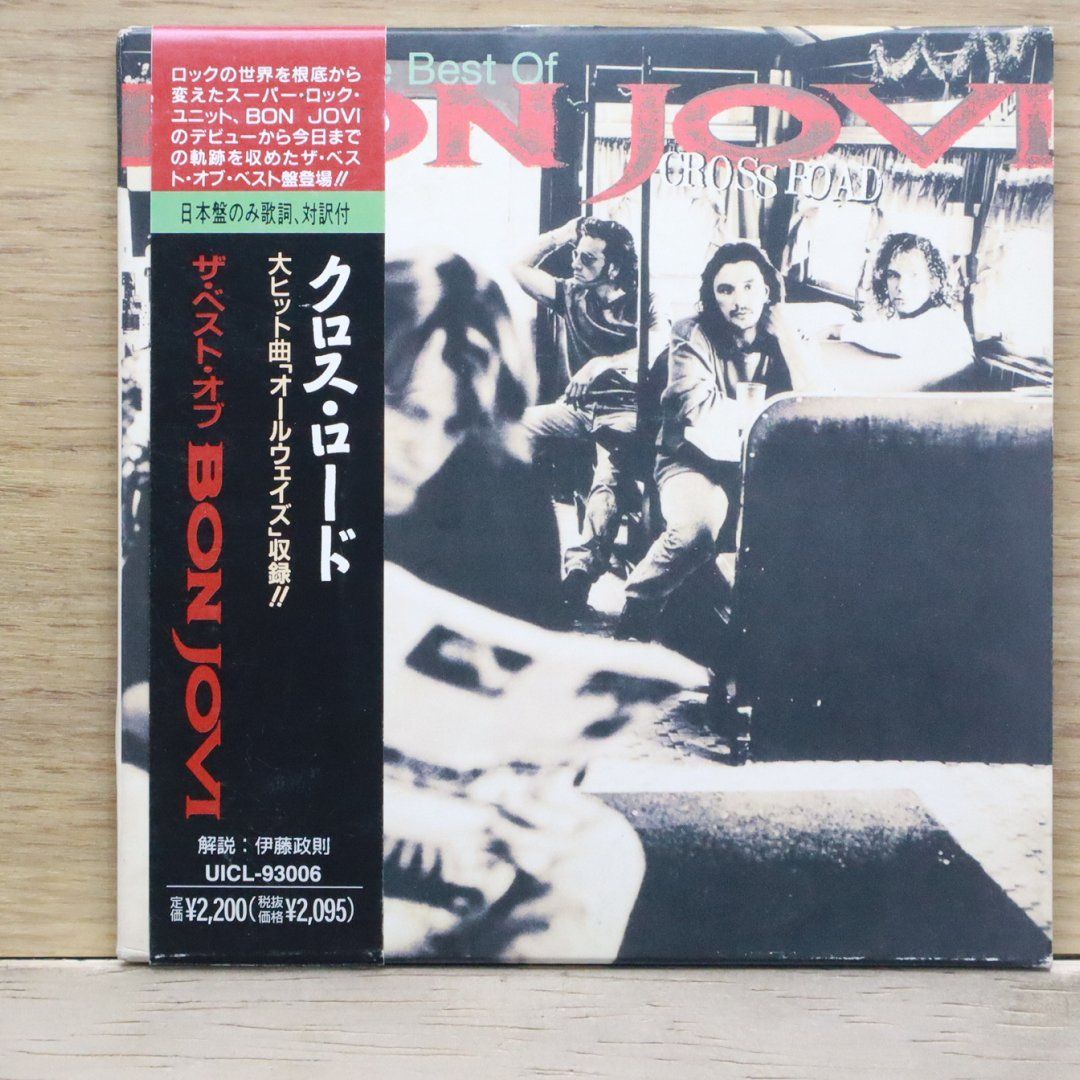 ロックの世界を根底から
変えたスーパー・ロック・
ユニット、BON JOVI
のデビューから今日まで
の軌跡を収めたザ・ベス
ト・オブ・ベスト盤登場!!
日本盤のみ歌詞、対訳付
クロス・ロード
大ヒット曲「オールウェイズ」収録!!
ザ・ベスト・オブ BON JOVI
解説:伊藤政則
UICL-93006
定価¥2,200(税抜価格¥2,095)
Best Of
BON JOVI
CROSS ROAD